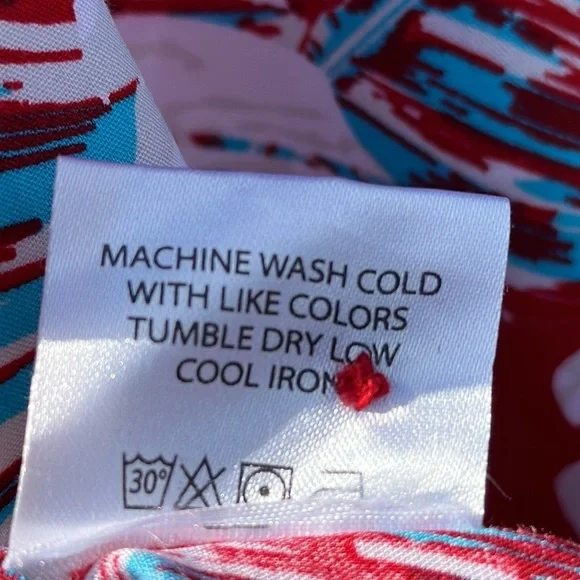 MACHINE WASH COLD
WITH LIKE COLORS
TUMBLE DRY LOW
COOL IRON
30°